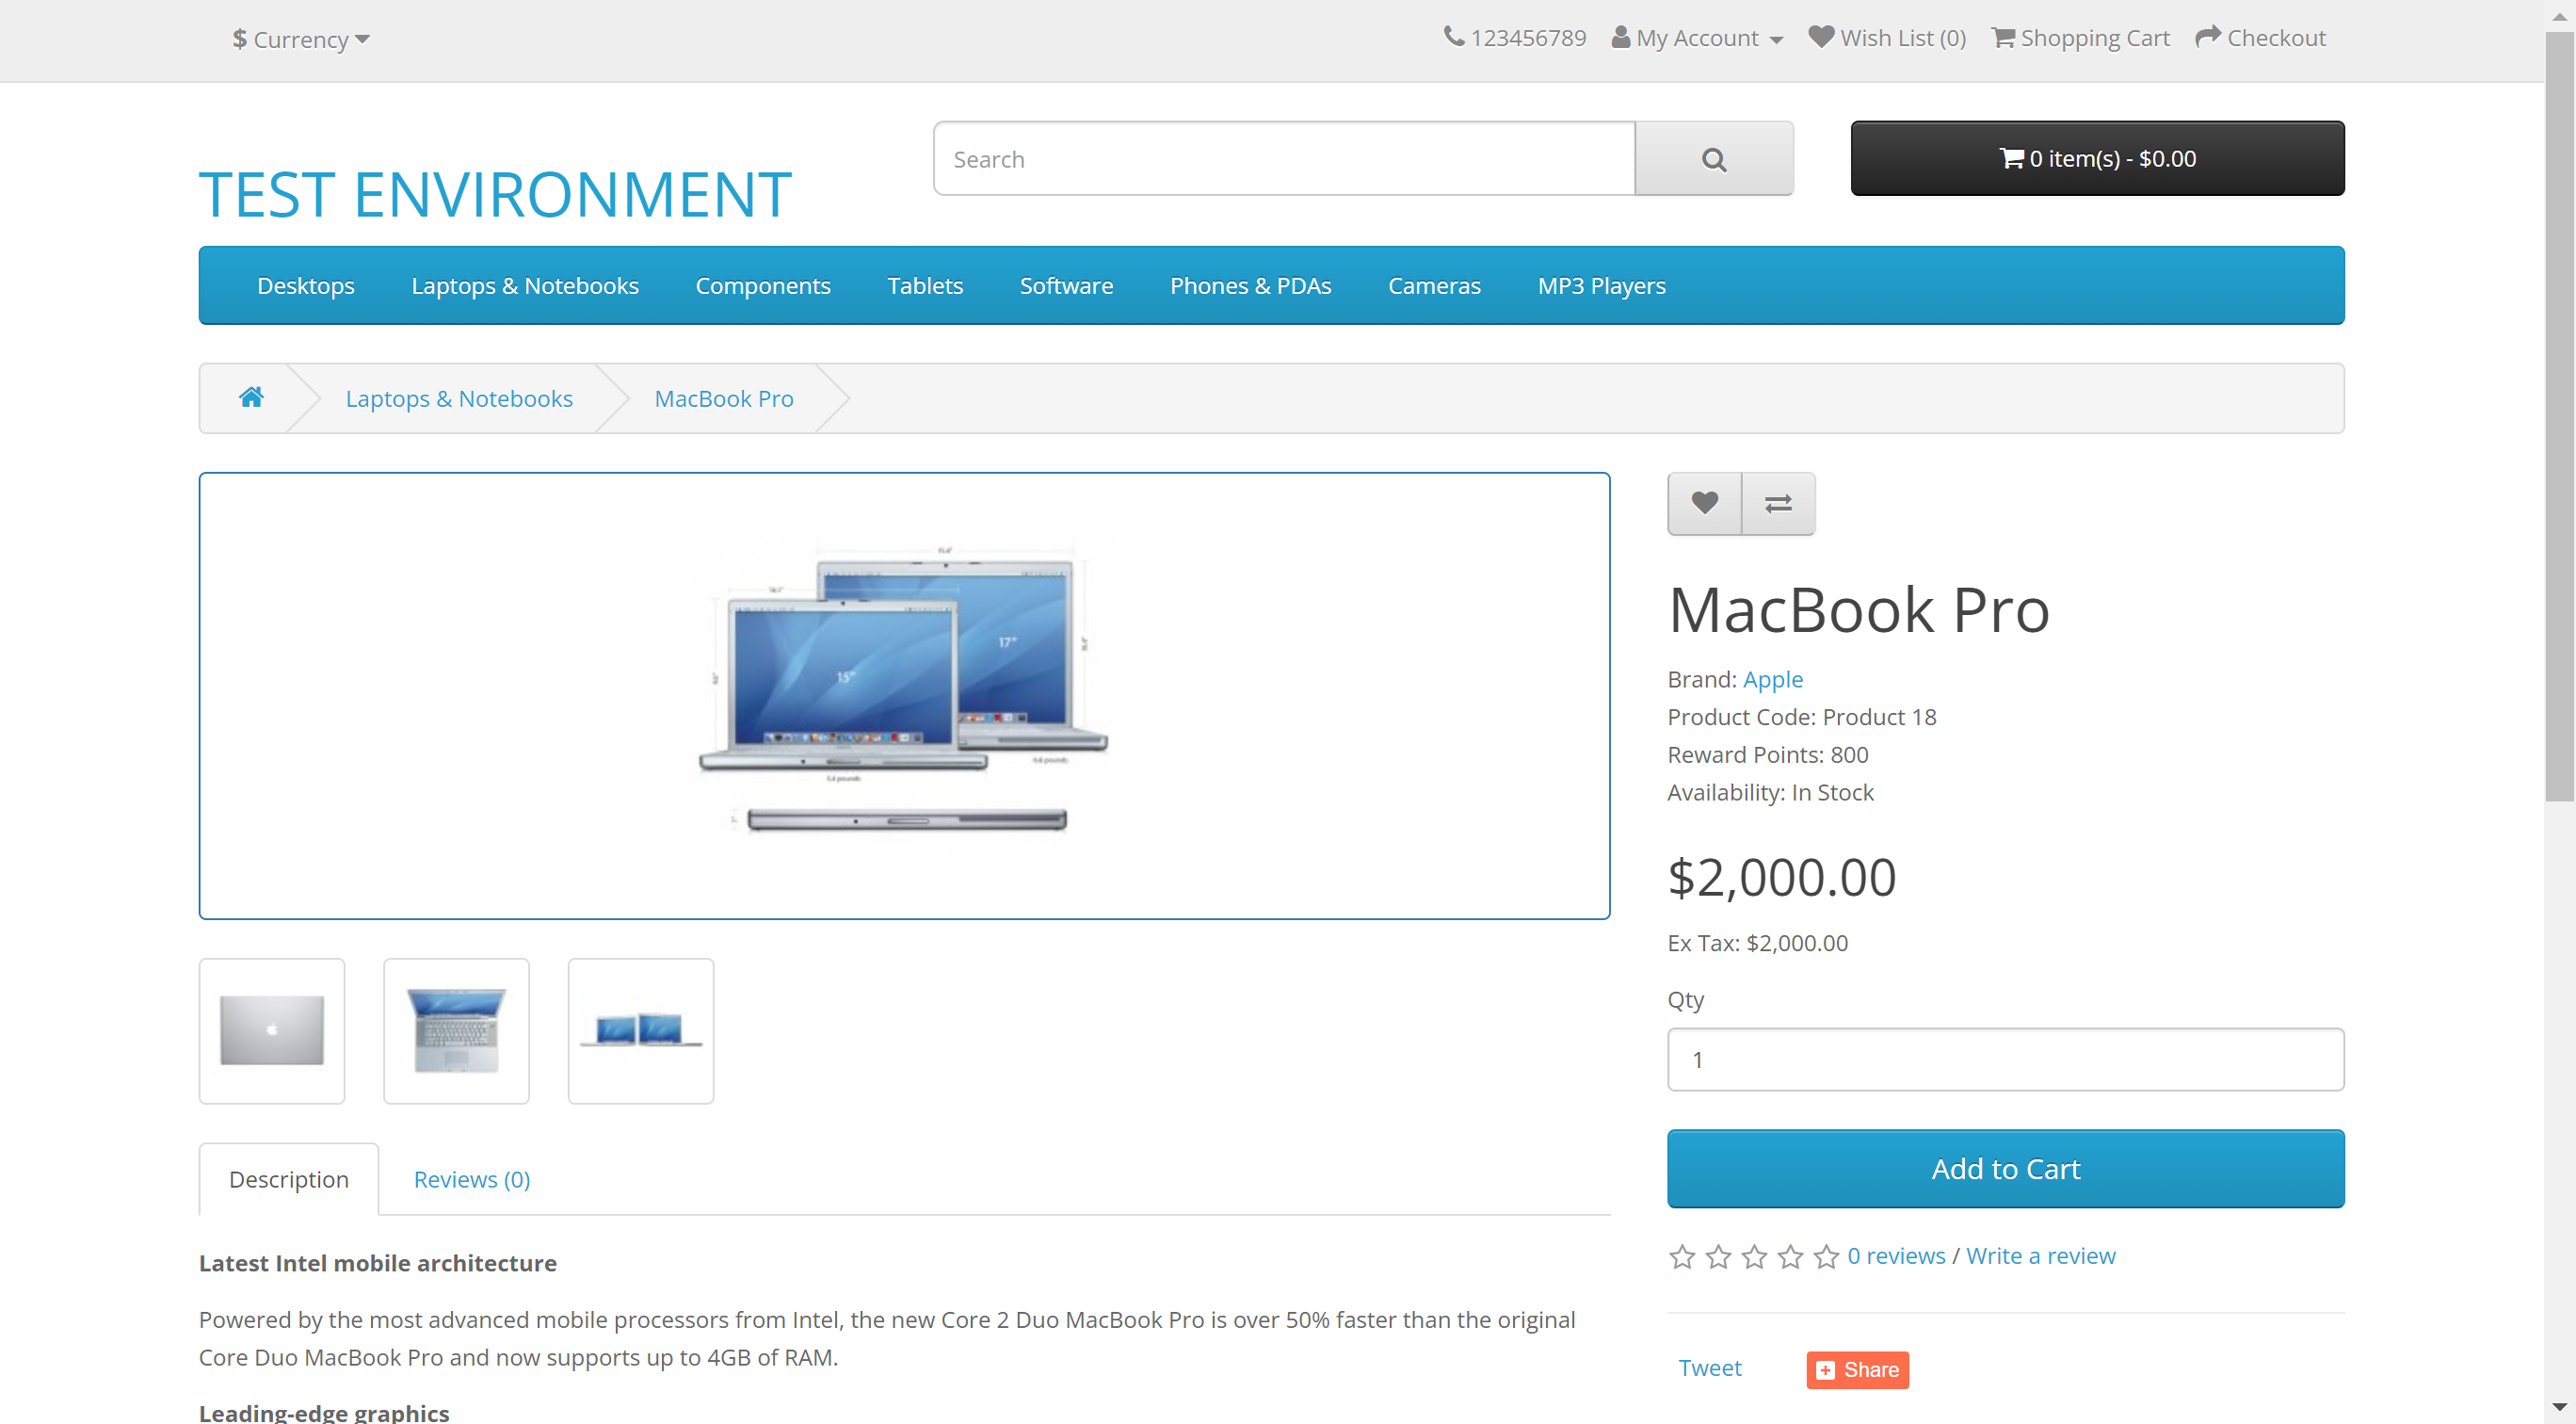 $ Currency
123456789 My Account Wish List (0) Shopping Cart Checkout
TEST ENVIRONMENT
Search
0 item(s) - $0.00
Desktops Laptops & Notebooks Components Tablets Software Phones & PDAs Cameras MP3 Players
Laptops & Notebooks MacBook Pro
15"
17"
MacBook Pro
Brand: Apple
Product Code: Product 18
Reward Points: 800
Availability: In Stock
$2,000.00
Ex Tax: $2,000.00
Qty
1
Add to Cart
0 reviews / Write a review
Tweet
Share
Description Reviews (0)
Latest Intel mobile architecture
Powered by the most advanced mobile processors from Intel, the new Core 2 Duo MacBook Pro is over 50% faster than the original
Core Duo MacBook Pro and now supports up to 4GB of RAM.
Leading-edge graphics